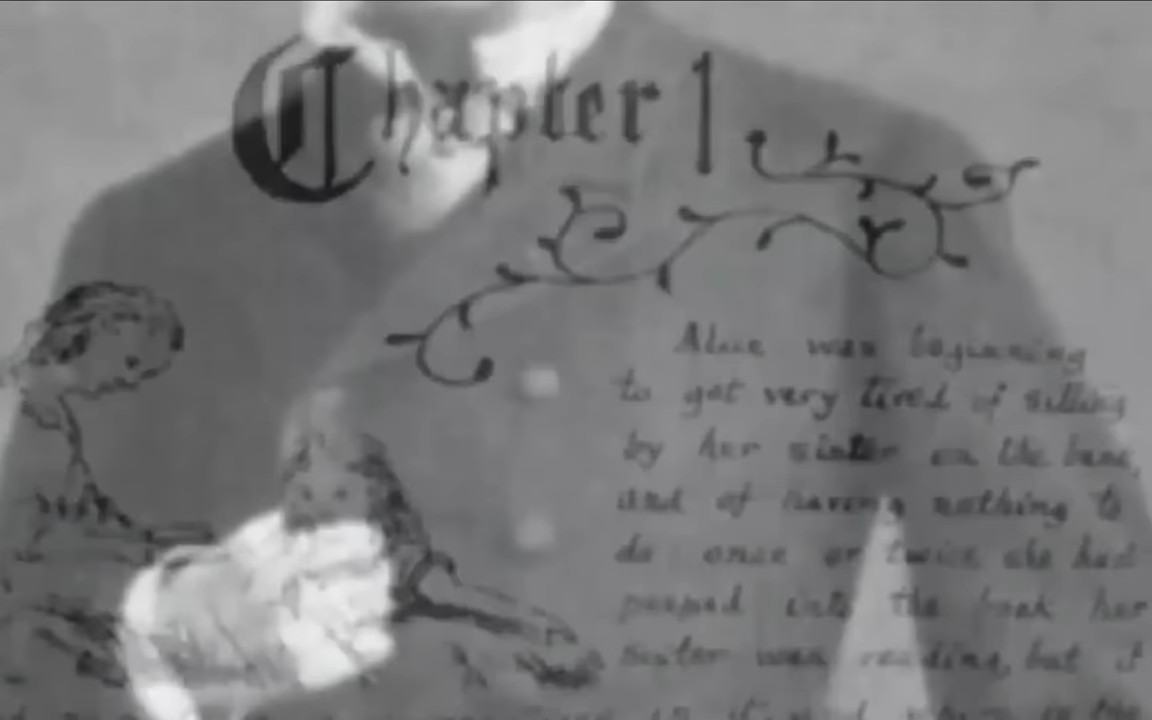 Chapter 1
Alice was beginning
to get very tired of sitting
by her sister on the bank,
and of having nothing to
do once or twice she had
peeped into the book her
sister was reading, but it